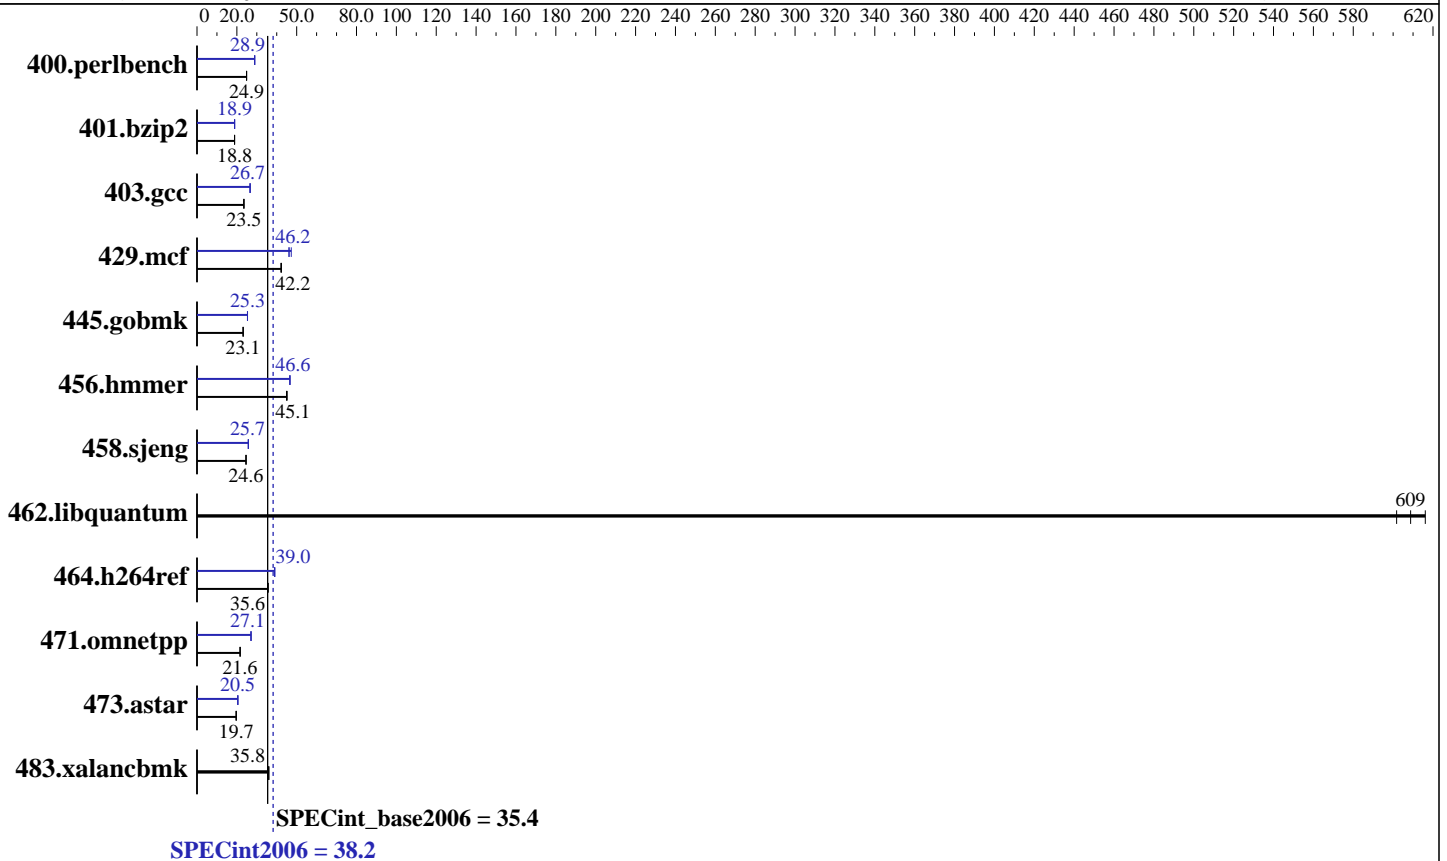 0 20.0 50.0 80.0 100 120 140 160 180 200 220 240 260 280 300 320 340 360 380 400 420 440 460 480 500 520 540 560 580 620
28.9
400.perlbench
24.9
18.9
401.bzip2
18.8
26.7
403.gcc
23.5
46.2
429.mcf
42.2
25.3
445.gobmk
23.1
46.6
456.hmmer
45.1
25.7
458.sjeng
24.6
609
462.libquantum
39.0
464.h264ref
35.6
27.1
471.omnetpp
21.6
20.5
473.astar
19.7
35.8
483.xalancbmk
SPECint_base2006 = 35.4
SPECint2006 = 38.2